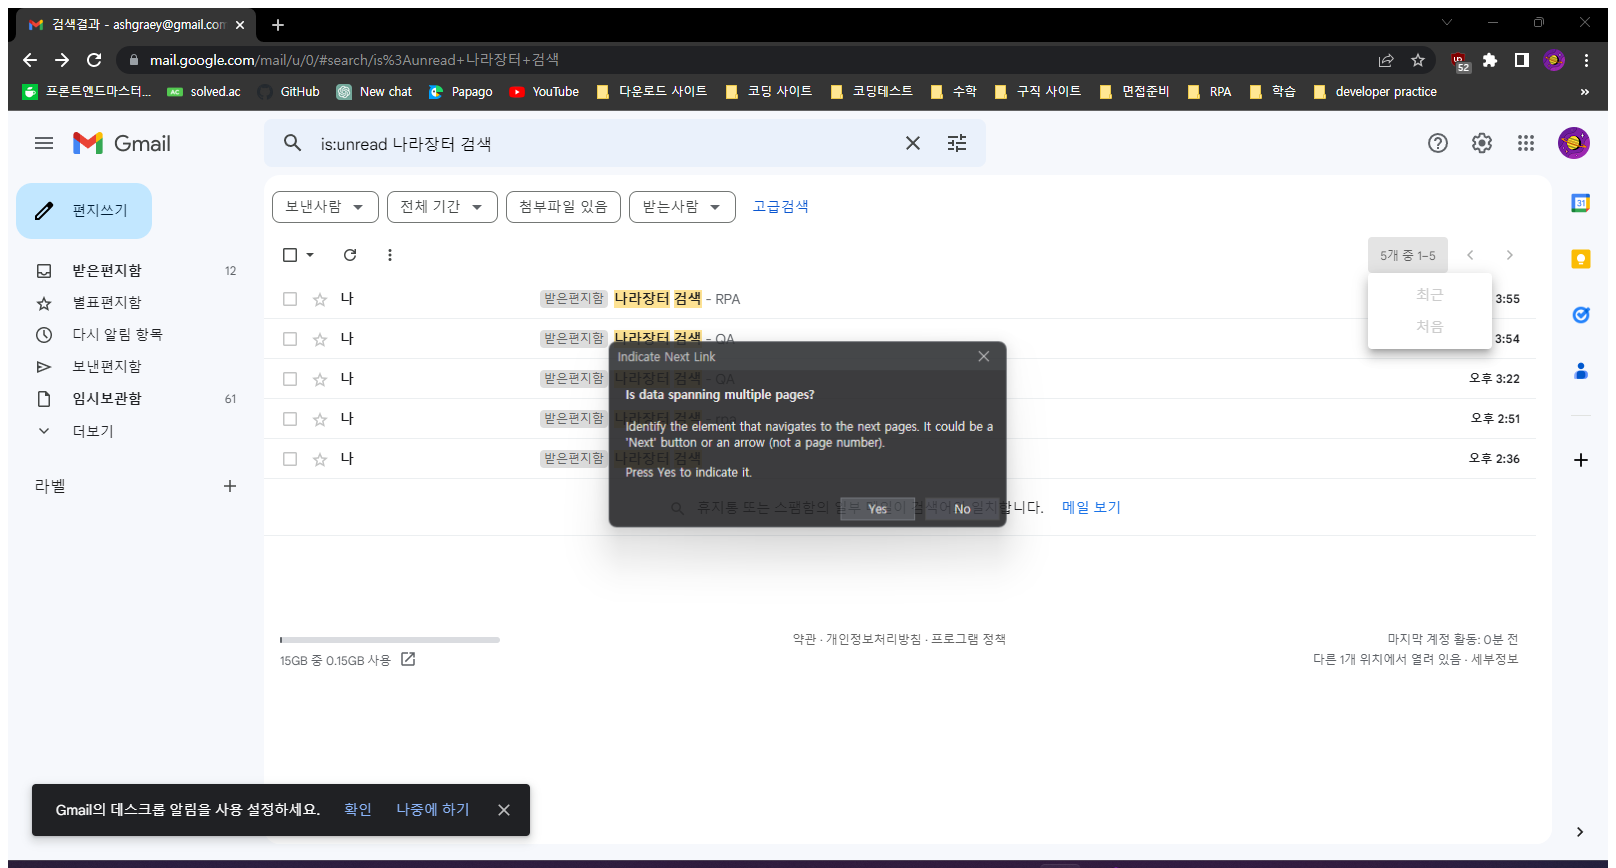 검색결과 - ashgraey@gmail.com
mail.google.com/mail/u/0/#search/is%3Aunread+나라장터+검색
52
프론트엔드마스터... solved.ac GitHub New chat Papago YouTube 다운로드 사이트 코딩 사이트 코딩테스트 수학 구직 사이트 면접준비 RPA 학습 developer practice »
Gmail
is:unread 나라장터 검색
편지쓰기
받은편지함 12
별표편지함
다시 알림 항목
보낸편지함
임시보관함 61
더보기
라벨
보낸사람 전체 기간 첨부파일 있음 받는사람 고급검색
5개 중 1–5
최근
처음
나 받은편지함 나라장터 검색 - RPA 3:55
나 받은편지함 나라장터 검색 - QA 3:54
나 받은편지함 나라장터 검색 - QA 오후 3:22
나 받은편지함 나라장터 검색 오후 2:51
나 받은편지함 나라장터 검색 오후 2:36
Indicate Next Link
Is data spanning multiple pages?
Identify the element that navigates to the next pages. It could be a
'Next' button or an arrow (not a page number).
Press Yes to indicate it.
Yes No
휴지통 또는 스팸함의 일부 일치합니다. 메일 보기
15GB 중 0.15GB 사용
약관 · 개인정보처리방침 · 프로그램 정책
마지막 계정 활동: 0분 전
다른 1개 위치에서 열려 있음 · 세부정보
31
Gmail의 데스크톱 알림을 사용 설정하세요. 확인 나중에 하기